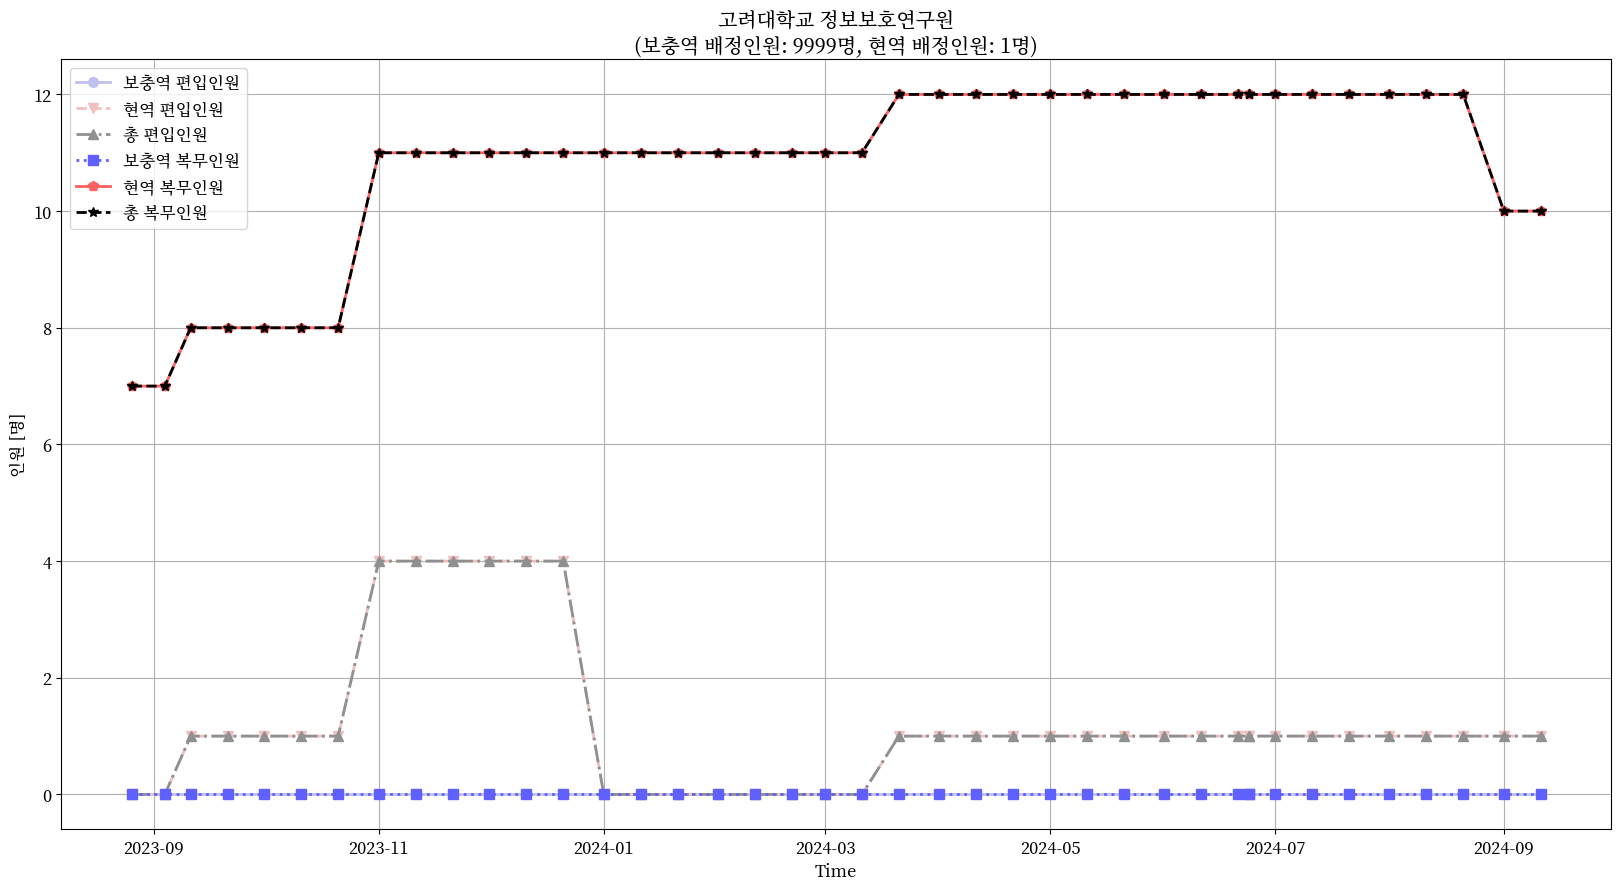 고려대학교 정보보호연구원
(보충역 배정인원: 9999명, 현역 배정인원: 1명)
보충역 편입인원
현역 편입인원
총 편입인원
보충역 복무인원
현역 복무인원
총 복무인원
12
10
8
6
4
2
0
인원 [명]
2023-09
2023-11
2024-01
2024-03
2024-05
2024-07
2024-09
Time